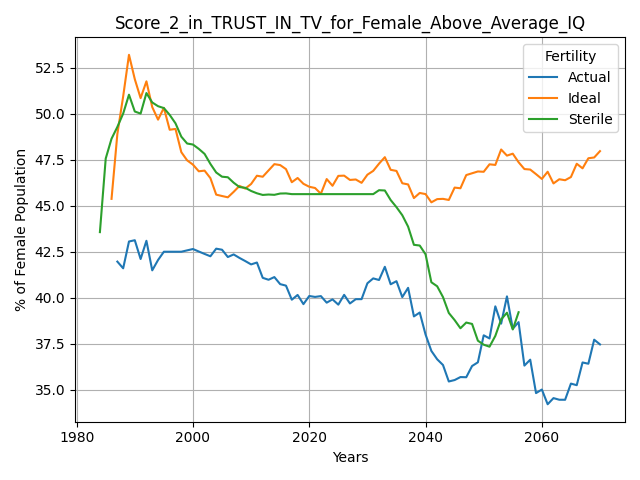 Score_2_in_TRUST_IN_TV_for_Female_Above_Average_IQ
Fertility
Actual
Ideal
Sterile
% of Female Population
52.5
50.0
47.5
45.0
42.5
40.0
37.5
35.0
1980
2000
2020
2040
2060
Years